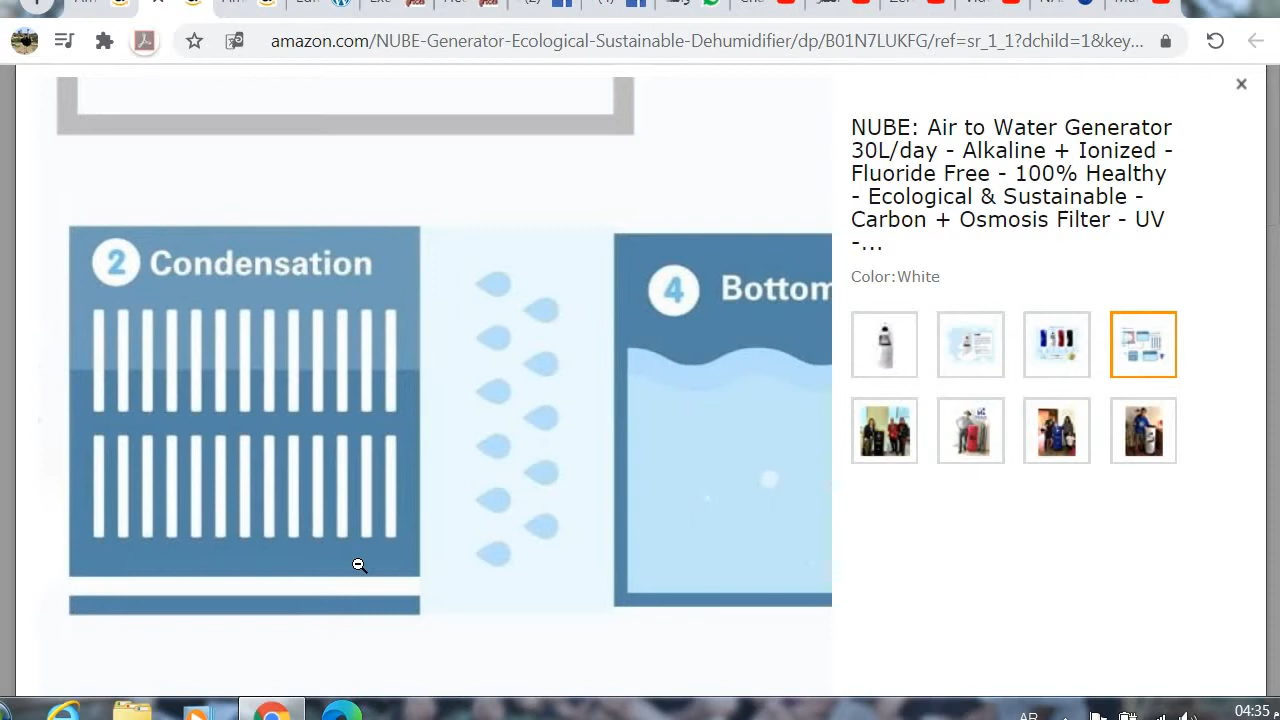 amazon.com/NUBE-Generator-Ecological-Sustainable-Dehumidifier/dp/B01N7LUKFG/ref=sr_1_1?dchild=1&key...
NUBE: Air to Water Generator
30L/day - Alkaline + Ionized -
Fluoride Free - 100% Healthy
- Ecological & Sustainable -
Carbon + Osmosis Filter - UV
-...
Color:White
2 Condensation
4 Bottom
04:35